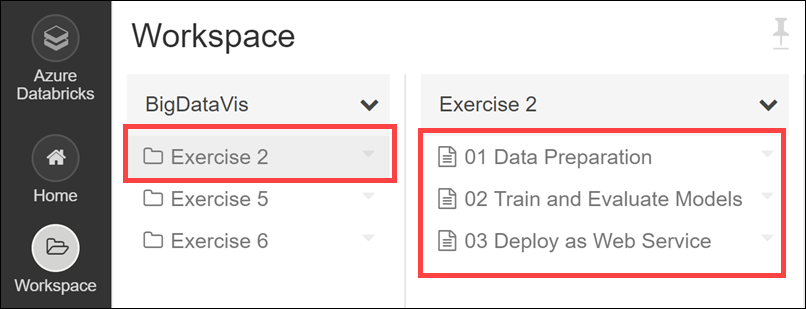 Azure
Databricks
Home
Workspace
Workspace
BigDataVis
Exercise 2
Exercise 5
Exercise 6
Exercise 2
01 Data Preparation
02 Train and Evaluate Models
03 Deploy as Web Service